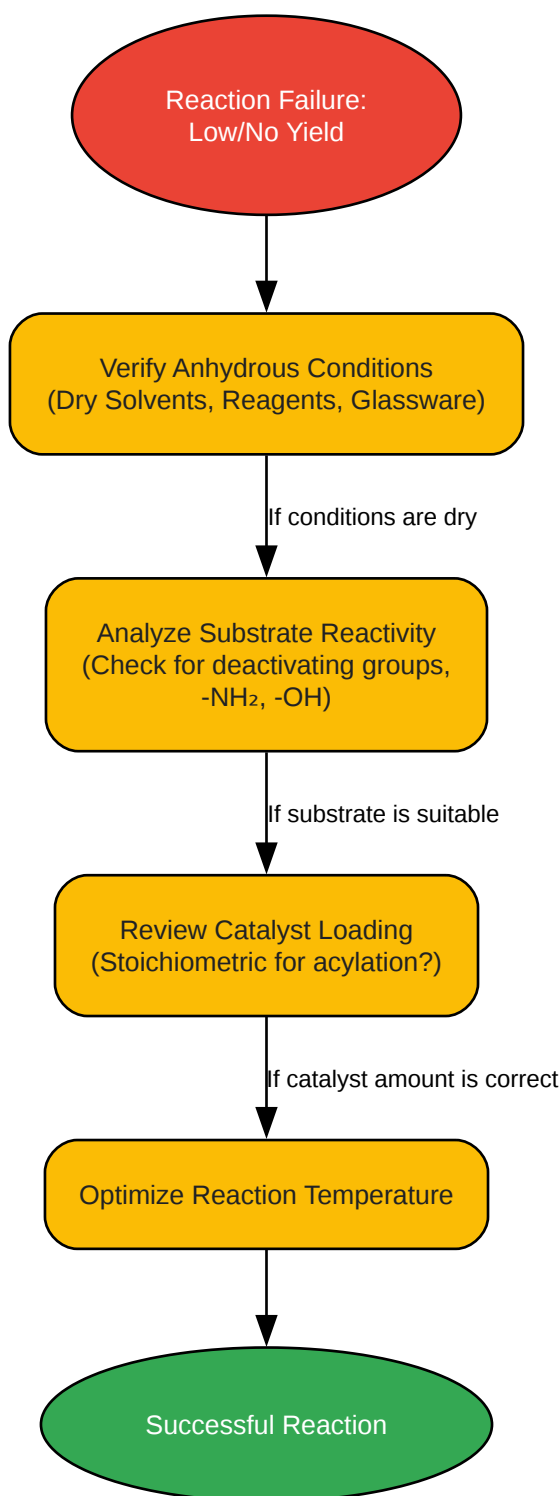 Reaction Failure:
Low/No Yield
Verify Anhydrous Conditions
(Dry Solvents, Reagents, Glassware)
If conditions are dry
Analyze Substrate Reactivity
(Check for deactivating groups,
-NH₂, -OH)
If substrate is suitable
Review Catalyst Loading
(Stoichiometric for acylation?)
If catalyst amount is correct
Optimize Reaction Temperature
Successful Reaction